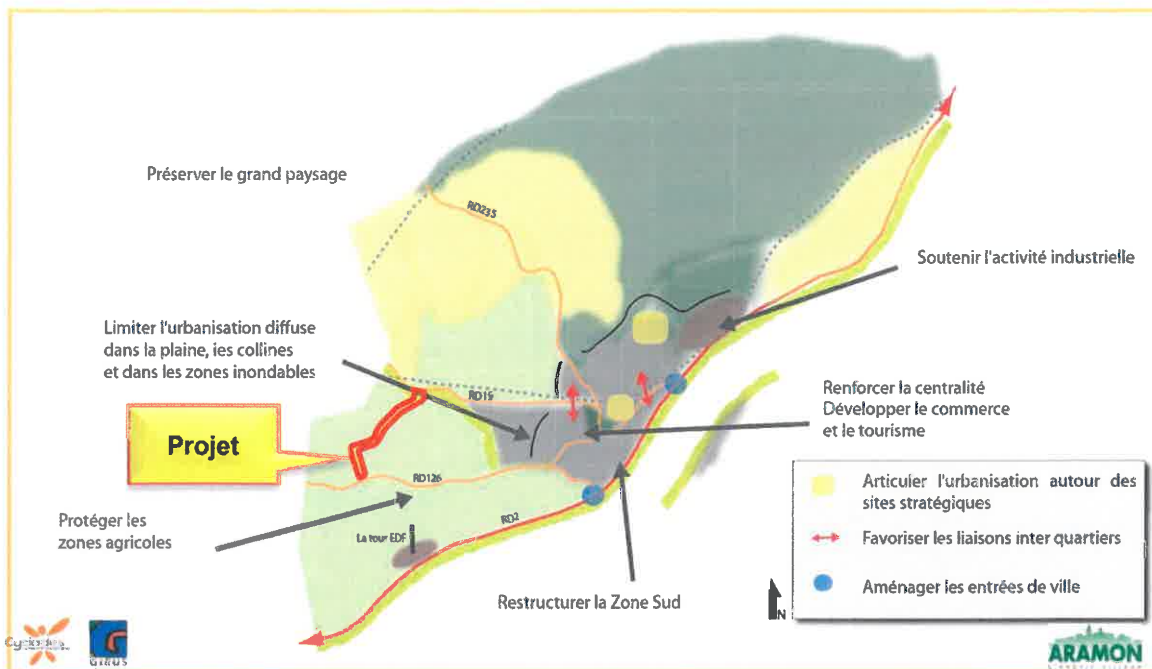 Préserver le grand paysage
RD235
Soutenir l'activité industrielle
Limiter l'urbanisation diffuse
dans la plaine, les collines
et dans les zones inondables
RD19
Renforcer la centralité
Développer le commerce
et le tourisme
Projet
RD126
Protéger les
zones agricoles
La tour EDF
RD2
Restructurer la Zone Sud
N
Articuler l'urbanisation autour des
sites stratégiques
Favoriser les liaisons inter quartiers
Aménager les entrées de ville
Cyclades
GIRUS
ARAMON